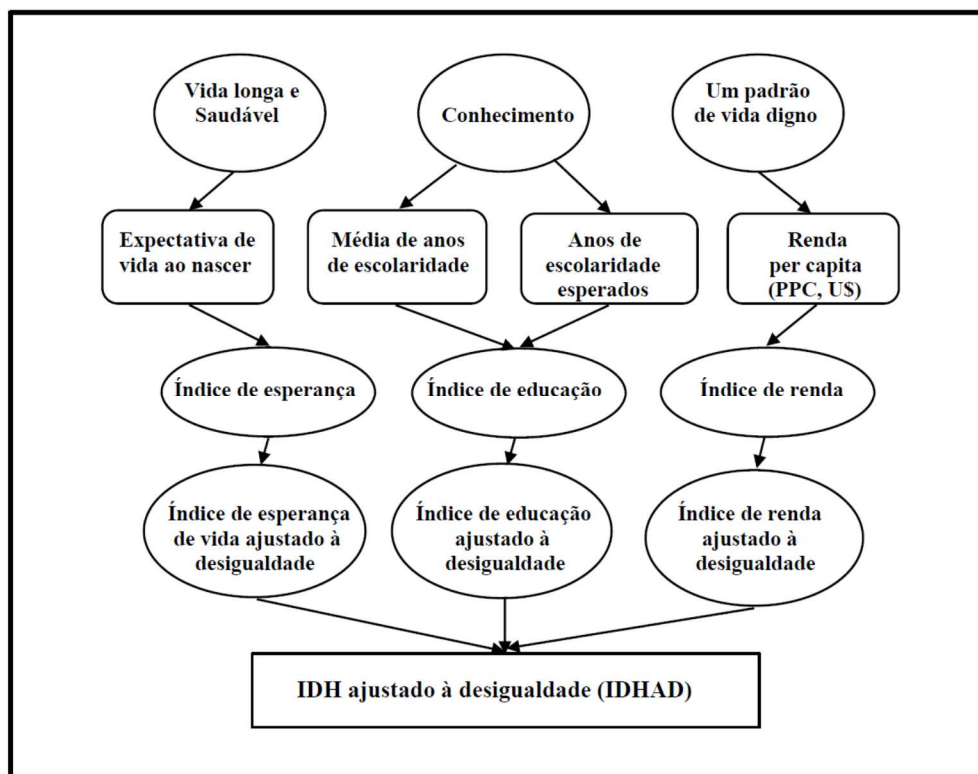 Vida longa e
Saudável
Conhecimento
Um padrão
de vida digno
Expectativa de
vida ao nascer
Média de anos
de escolaridade
Anos de
escolaridade
esperados
Renda
per capita
(PPC, U$)
Índice de esperança
Índice de educação
Índice de renda
Índice de esperança
de vida ajustado à
desigualdade
Índice de educação
ajustado à
desigualdade
Índice de renda
ajustado à
desigualdade
IDH ajustado à desigualdade (IDHAD)